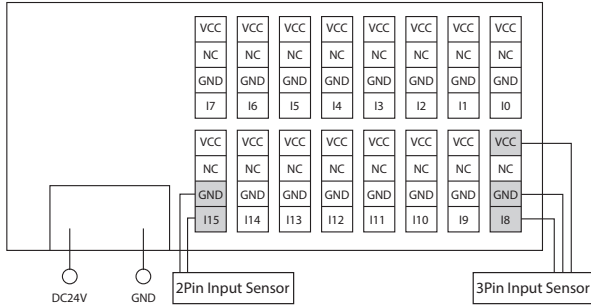 VCC VCC VCC VCC VCC VCC VCC VCC
NC NC NC NC NC NC NC NC
GND GND GND GND GND GND GND GND
I7 I6 I5 I4 I3 I2 I1 I0
VCC VCC VCC VCC VCC VCC VCC VCC
NC NC NC NC NC NC NC NC
GND GND GND GND GND GND GND GND
I15 I14 I13 I12 I11 I10 I9 I8
DC24V GND 2Pin Input Sensor 3Pin Input Sensor